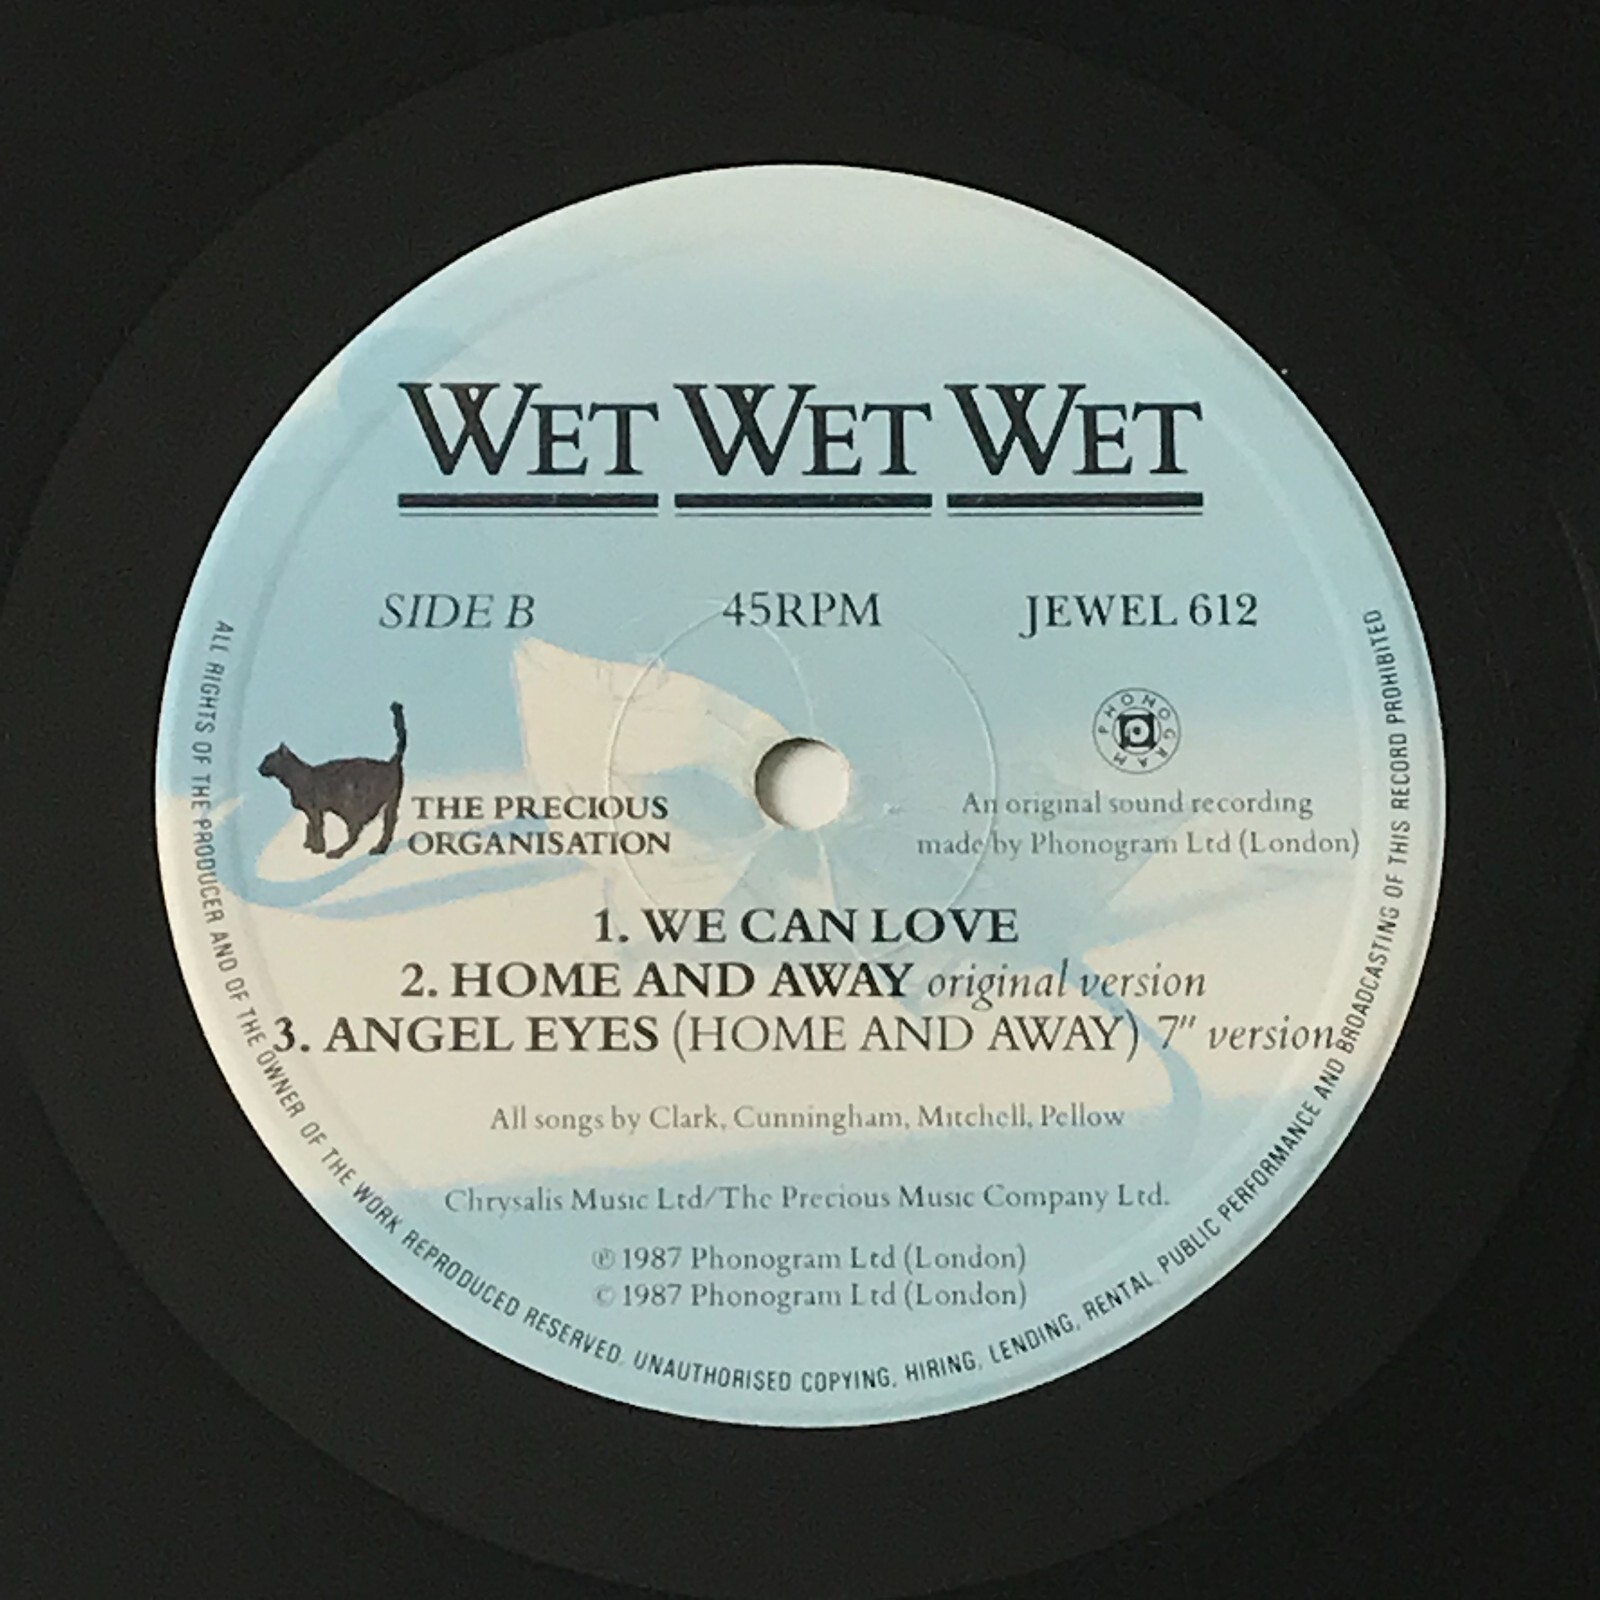 WET WET WET
SIDE B 45RPM JEWEL 612
PHONOGRAM
THE PRECIOUS
ORGANISATION
An original sound recording
made by Phonogram Ltd (London)
1. WE CAN LOVE
2. HOME AND AWAY original version
3. ANGEL EYES (HOME AND AWAY) 7" version
All songs by Clark, Cunningham, Mitchell, Pellow
Chrysalis Music Ltd/The Precious Music Company Ltd.
℗ 1987 Phonogram Ltd (London)
© 1987 Phonogram Ltd (London)
ALL RIGHTS OF THE PRODUCER AND OF THE OWNER OF THE WORK REPRODUCED RESERVED. UNAUTHORISED COPYING, HIRING, LENDING, RENTAL, PUBLIC PERFORMANCE AND BROADCASTING OF THIS RECORD PROHIBITED